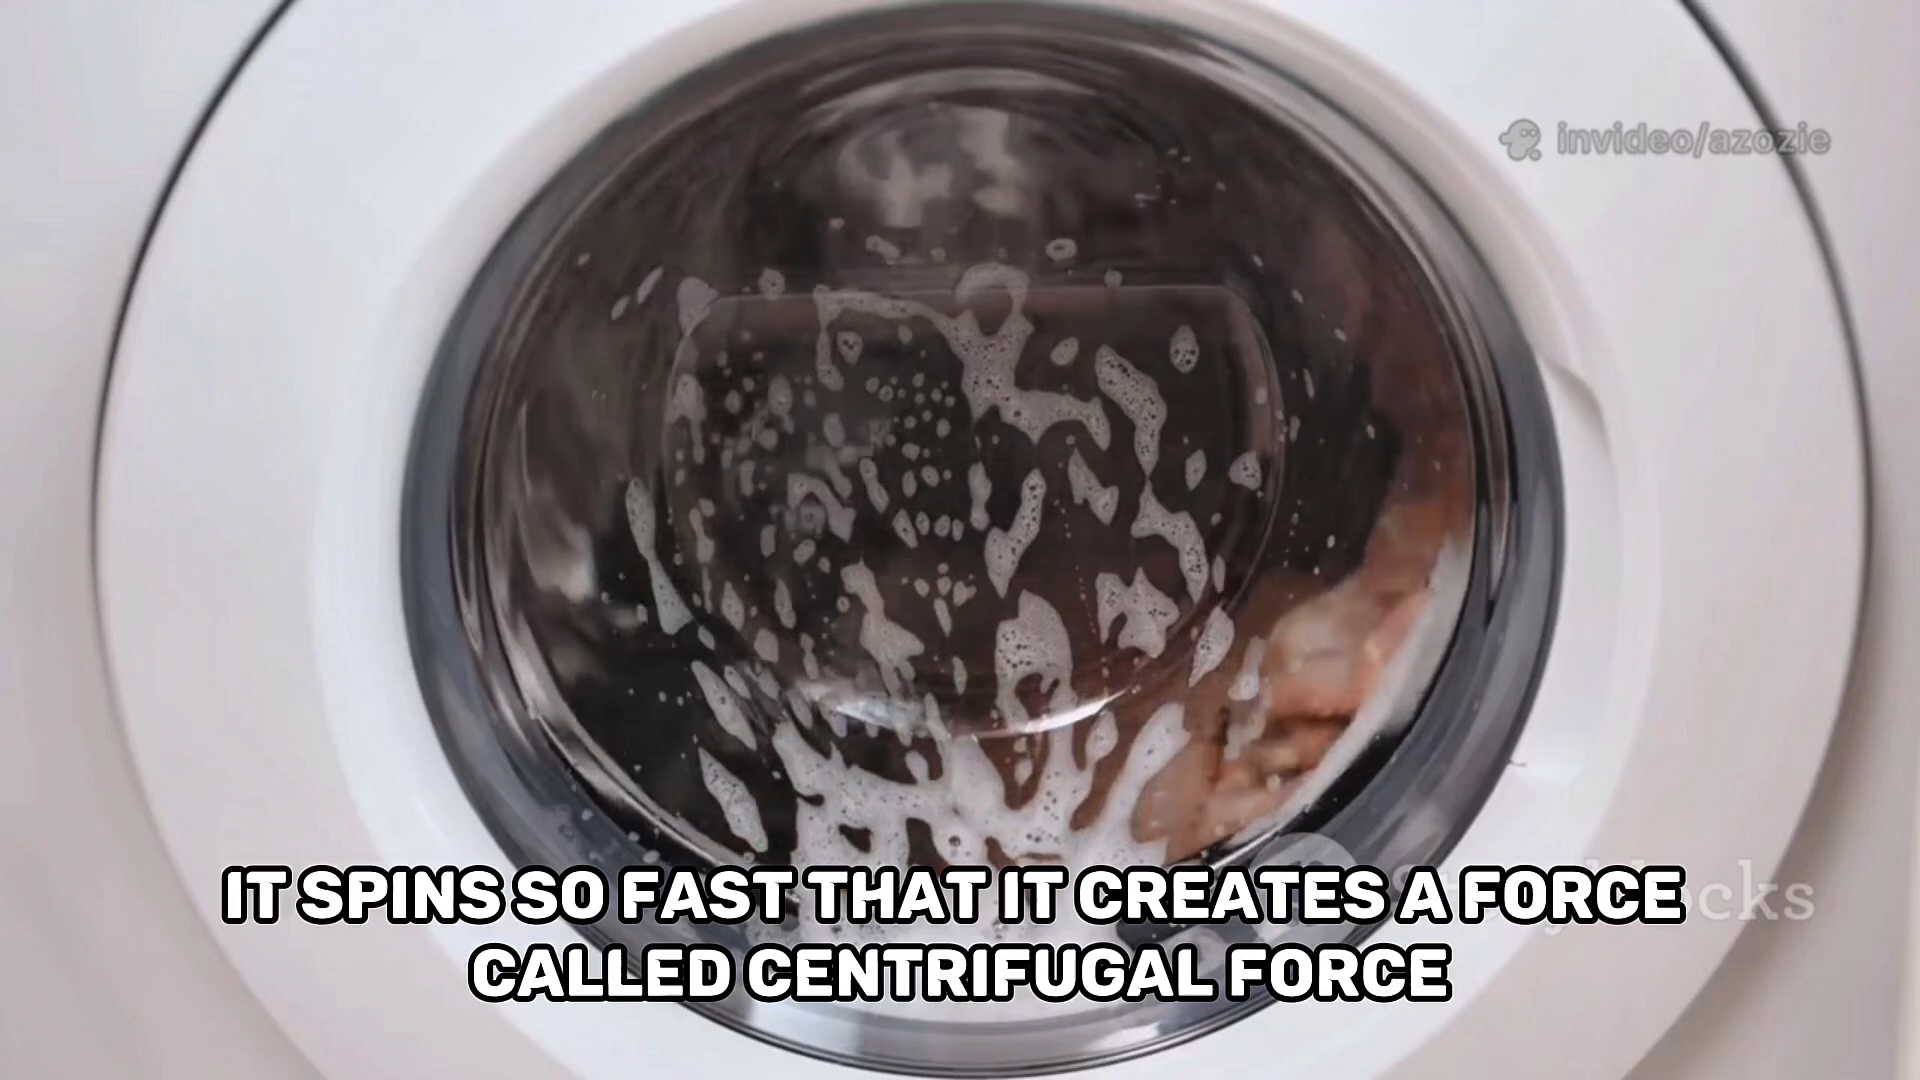 invideo/azozie
IT SPINS SO FAST THAT IT CREATES A FORCE
CALLED CENTRIFUGAL FORCE